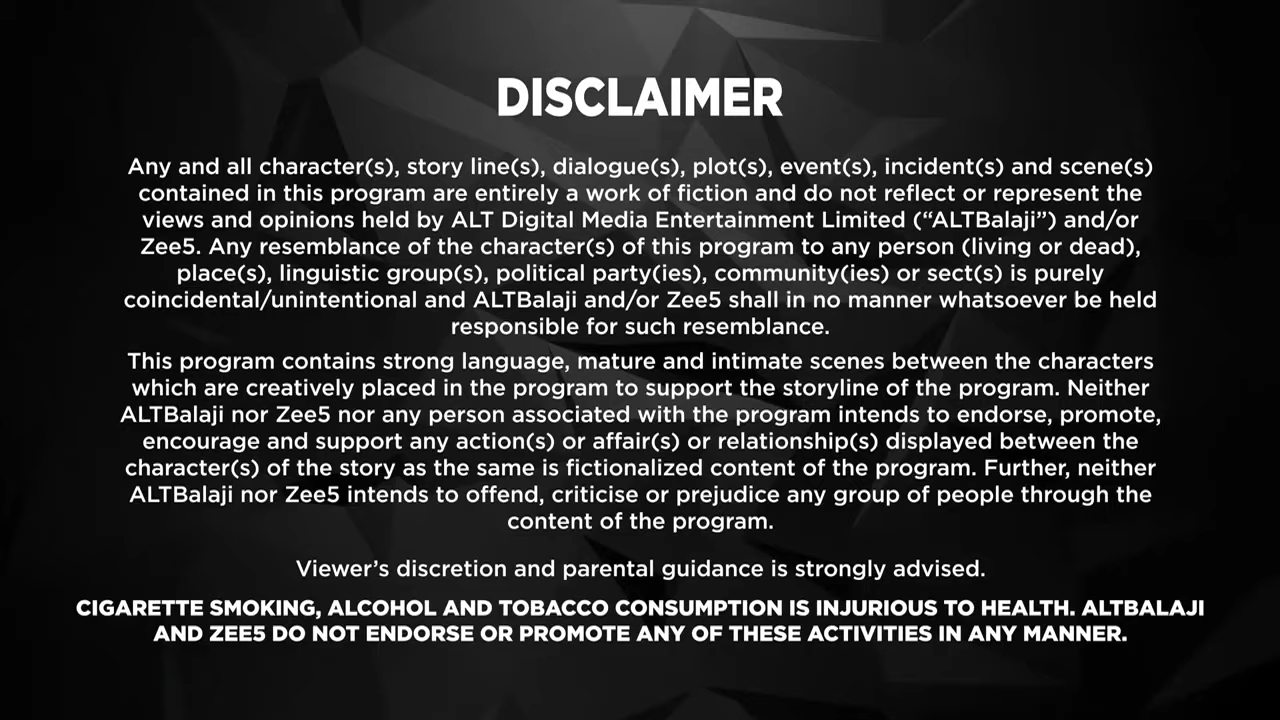 DISCLAIMER
Any and all character(s), story line(s), dialogue(s), plot(s), event(s), incident(s) and scene(s)
contained in this program are entirely a work of fiction and do not reflect or represent the
views and opinions held by ALT Digital Media Entertainment Limited (“ALTBalaji”) and/or
Zee5. Any resemblance of the character(s) of this program to any person (living or dead),
place(s), linguistic group(s), political party(ies), community(ies) or sect(s) is purely
coincidental/unintentional and ALTBalaji and/or Zee5 shall in no manner whatsoever be held
responsible for such resemblance.
This program contains strong language, mature and intimate scenes between the characters
which are creatively placed in the program to support the storyline of the program. Neither
ALTBalaji nor Zee5 nor any person associated with the program intends to endorse, promote,
encourage and support any action(s) or affair(s) or relationship(s) displayed between the
character(s) of the story as the same is fictionalized content of the program. Further, neither
ALTBalaji nor Zee5 intends to offend, criticise or prejudice any group of people through the
content of the program.
Viewer’s discretion and parental guidance is strongly advised.
CIGARETTE SMOKING, ALCOHOL AND TOBACCO CONSUMPTION IS INJURIOUS TO HEALTH. ALTBALAJI
AND ZEE5 DO NOT ENDORSE OR PROMOTE ANY OF THESE ACTIVITIES IN ANY MANNER.